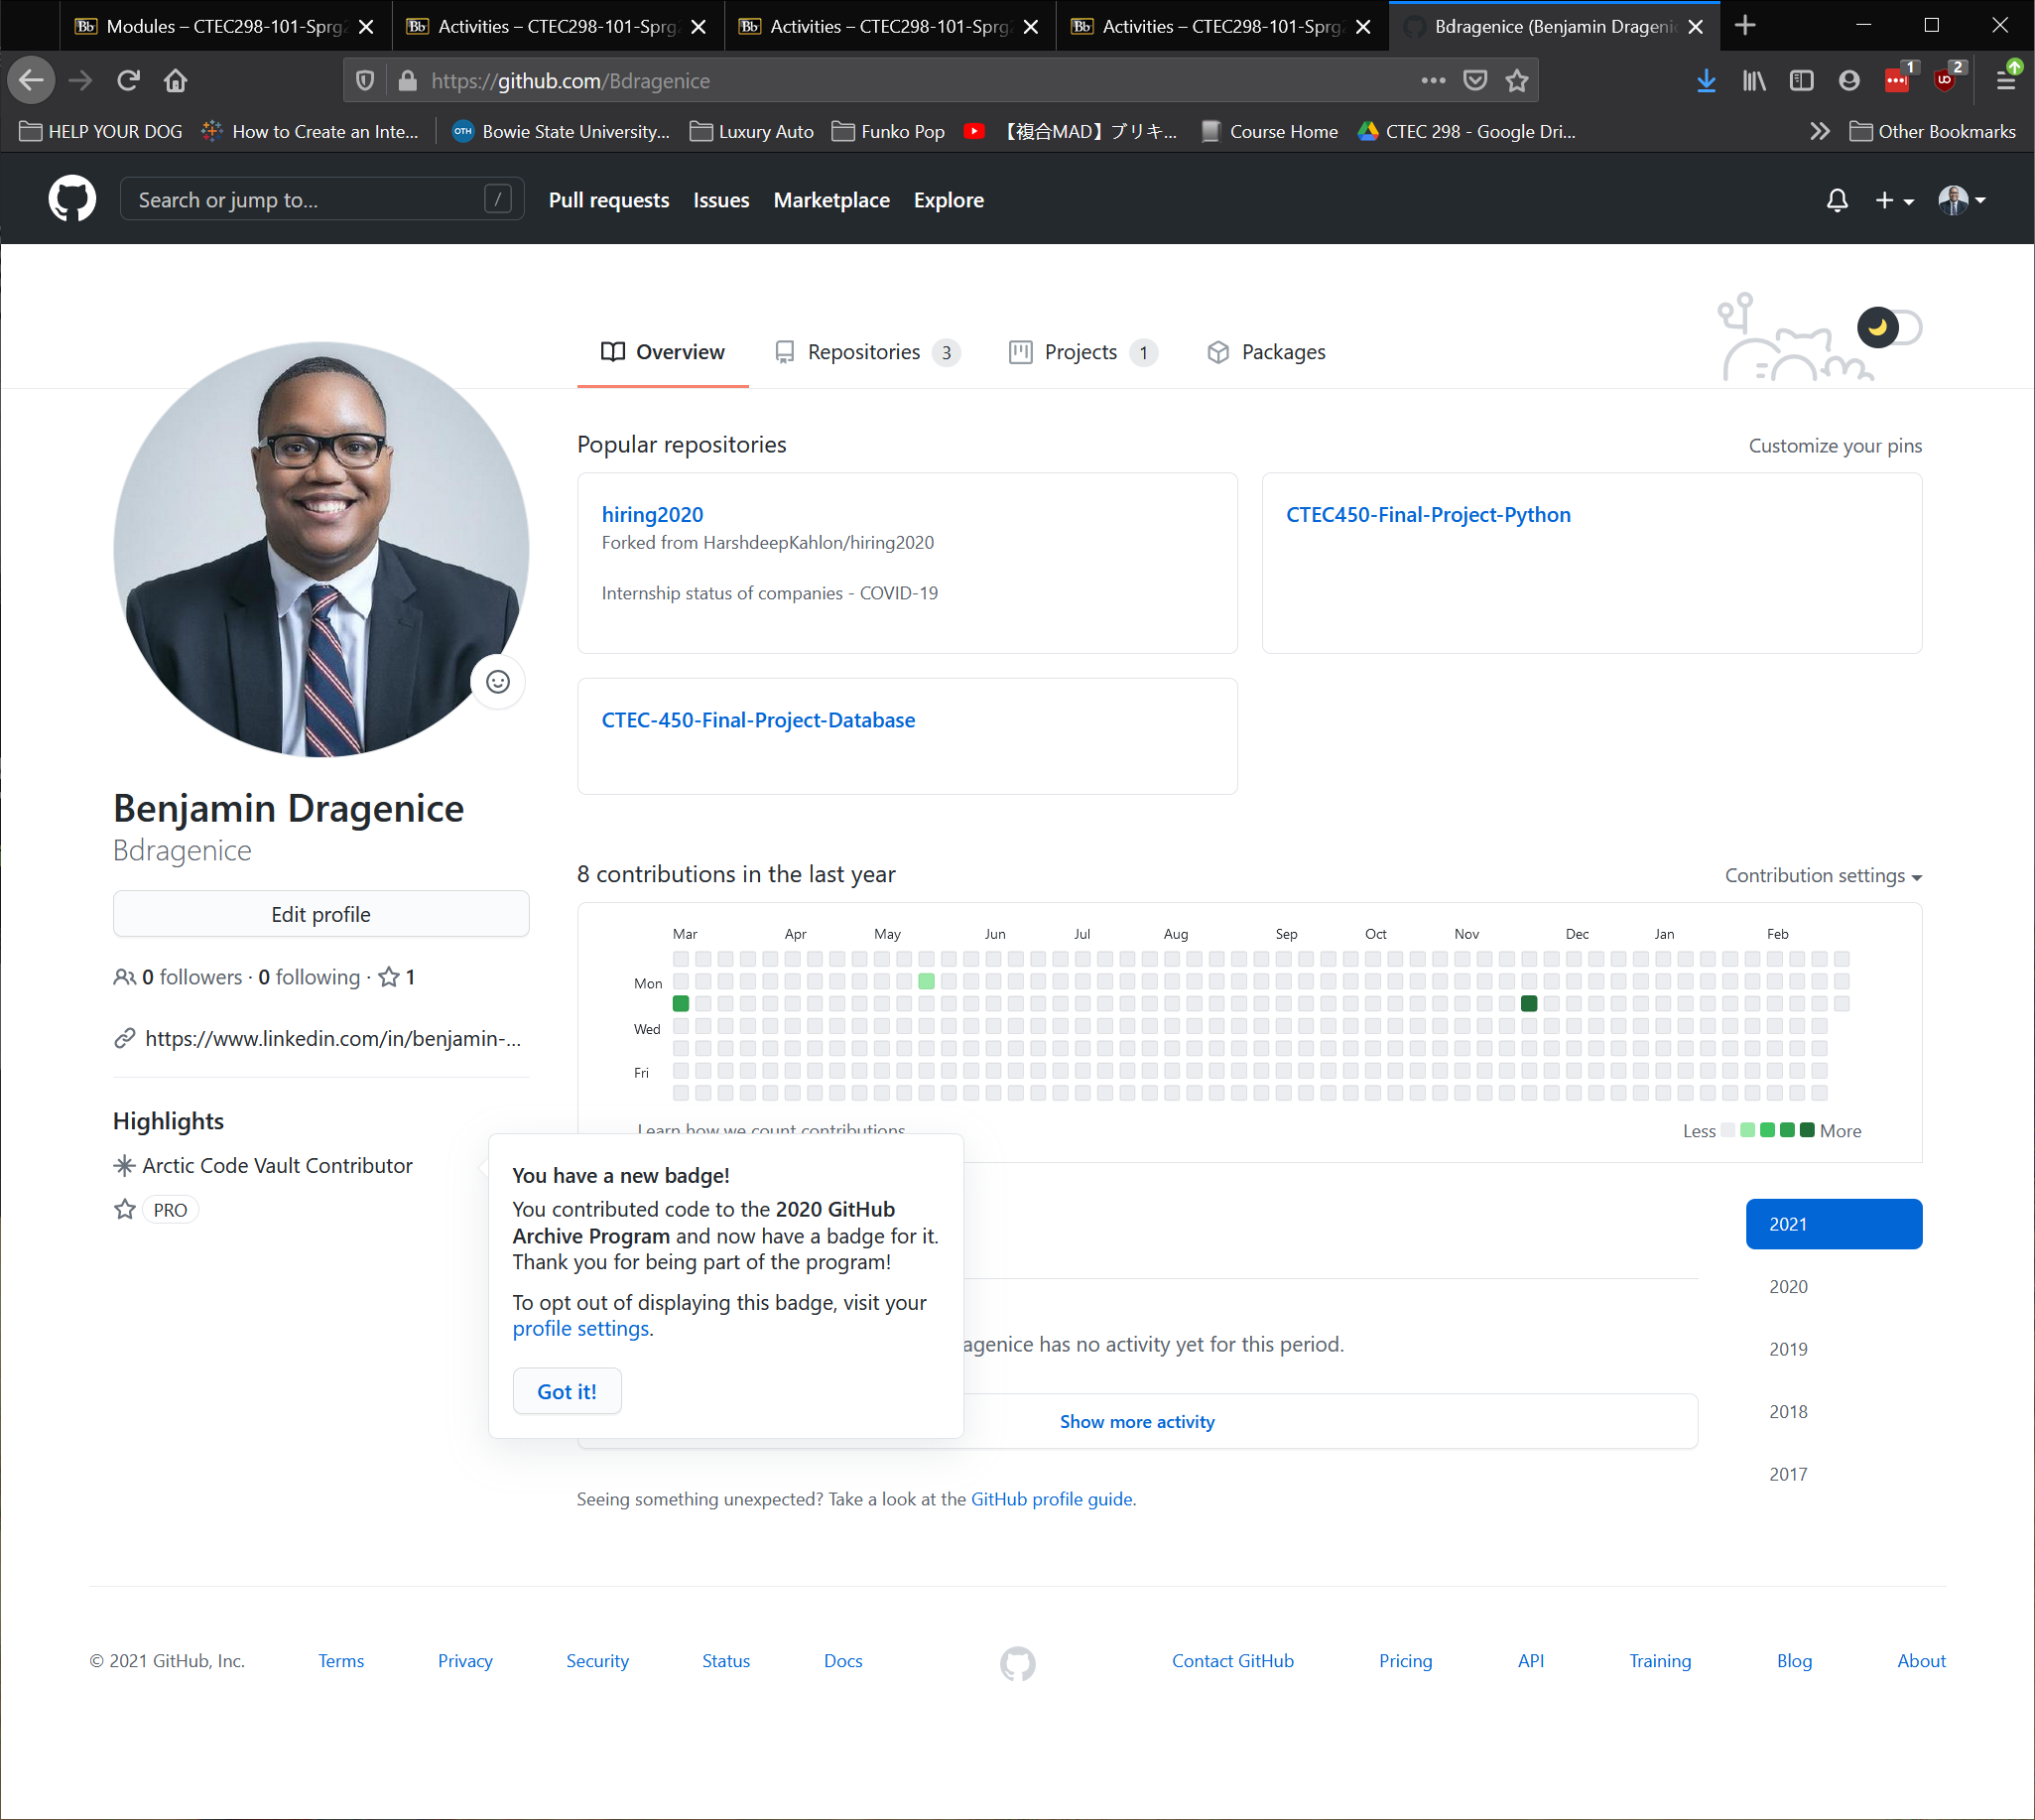 Modules – CTEC298-101-Sprg2
Activities – CTEC298-101-Sprg2
Activities – CTEC298-101-Sprg2
Activities – CTEC298-101-Sprg2
Bdragenice (Benjamin Drageni
https://github.com/Bdragenice
1
2
HELP YOUR DOG
How to Create an Inte...
OTH
Bowie State University...
Luxury Auto
Funko Pop
【複合MAD】ブリキ...
Course Home
CTEC 298 - Google Dri...
Other Bookmarks
Search or jump to...
/
Pull requests
Issues
Marketplace
Explore
Overview
Repositories 3
Projects 1
Packages
Popular repositories
Customize your pins
hiring2020
Forked from HarshdeepKahlon/hiring2020
Internship status of companies - COVID-19
CTEC450-Final-Project-Python
CTEC-450-Final-Project-Database
Benjamin Dragenice
Bdragenice
Edit profile
0 followers · 0 following · 1
https://www.linkedin.com/in/benjamin-...
Highlights
Arctic Code Vault Contributor
PRO
8 contributions in the last year
Contribution settings
Mar Apr May Jun Jul Aug Sep Oct Nov Dec Jan Feb
Mon
Wed
Fri
Learn how we count contributions
Less More
You have a new badge!
You contributed code to the 2020 GitHub
Archive Program and now have a badge for it.
Thank you for being part of the program!
To opt out of displaying this badge, visit your
profile settings.
Got it!
agenice has no activity yet for this period.
Show more activity
2021
2020
2019
2018
2017
Seeing something unexpected? Take a look at the GitHub profile guide.
© 2021 GitHub, Inc.
Terms
Privacy
Security
Status
Docs
Contact GitHub
Pricing
API
Training
Blog
About